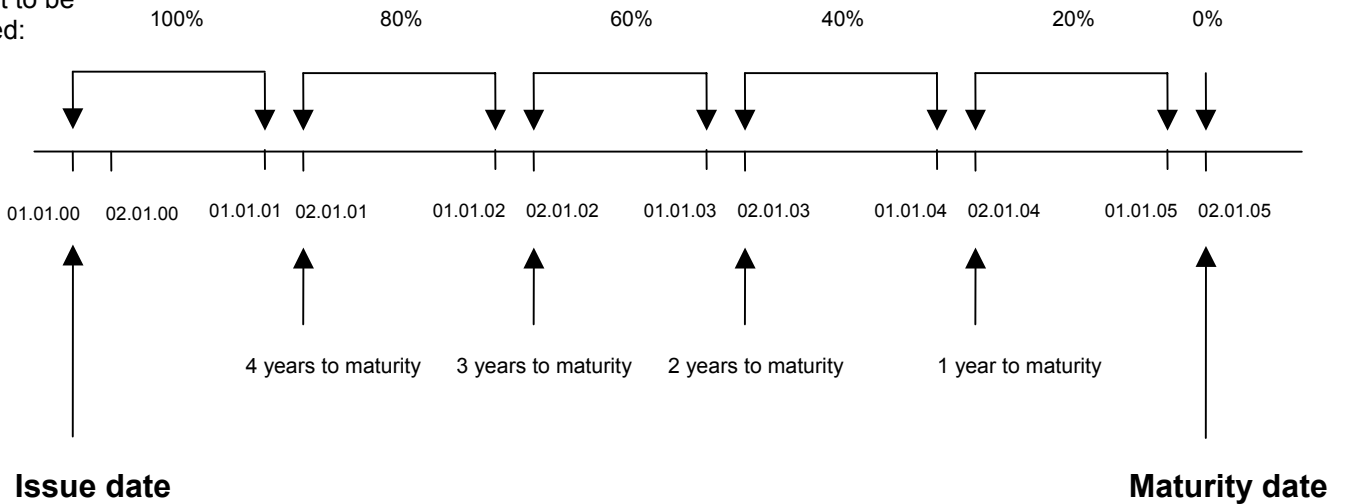 t to be
ed:
100% 80% 60% 40% 20% 0%
01.01.00 02.01.00 01.01.01 02.01.01 01.01.02 02.01.02 01.01.03 02.01.03 01.01.04 02.01.04 01.01.05 02.01.05
4 years to maturity 3 years to maturity 2 years to maturity 1 year to maturity
Issue date Maturity date